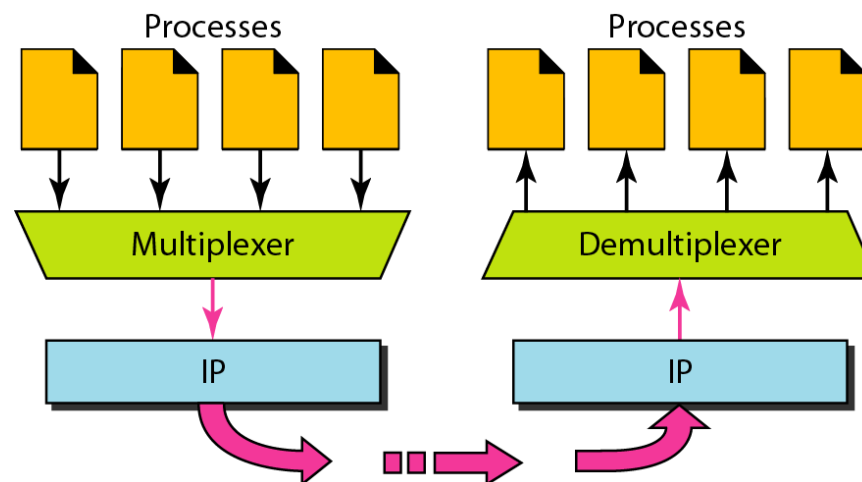 Processes
Processes
Multiplexer
Demultiplexer
IP
IP